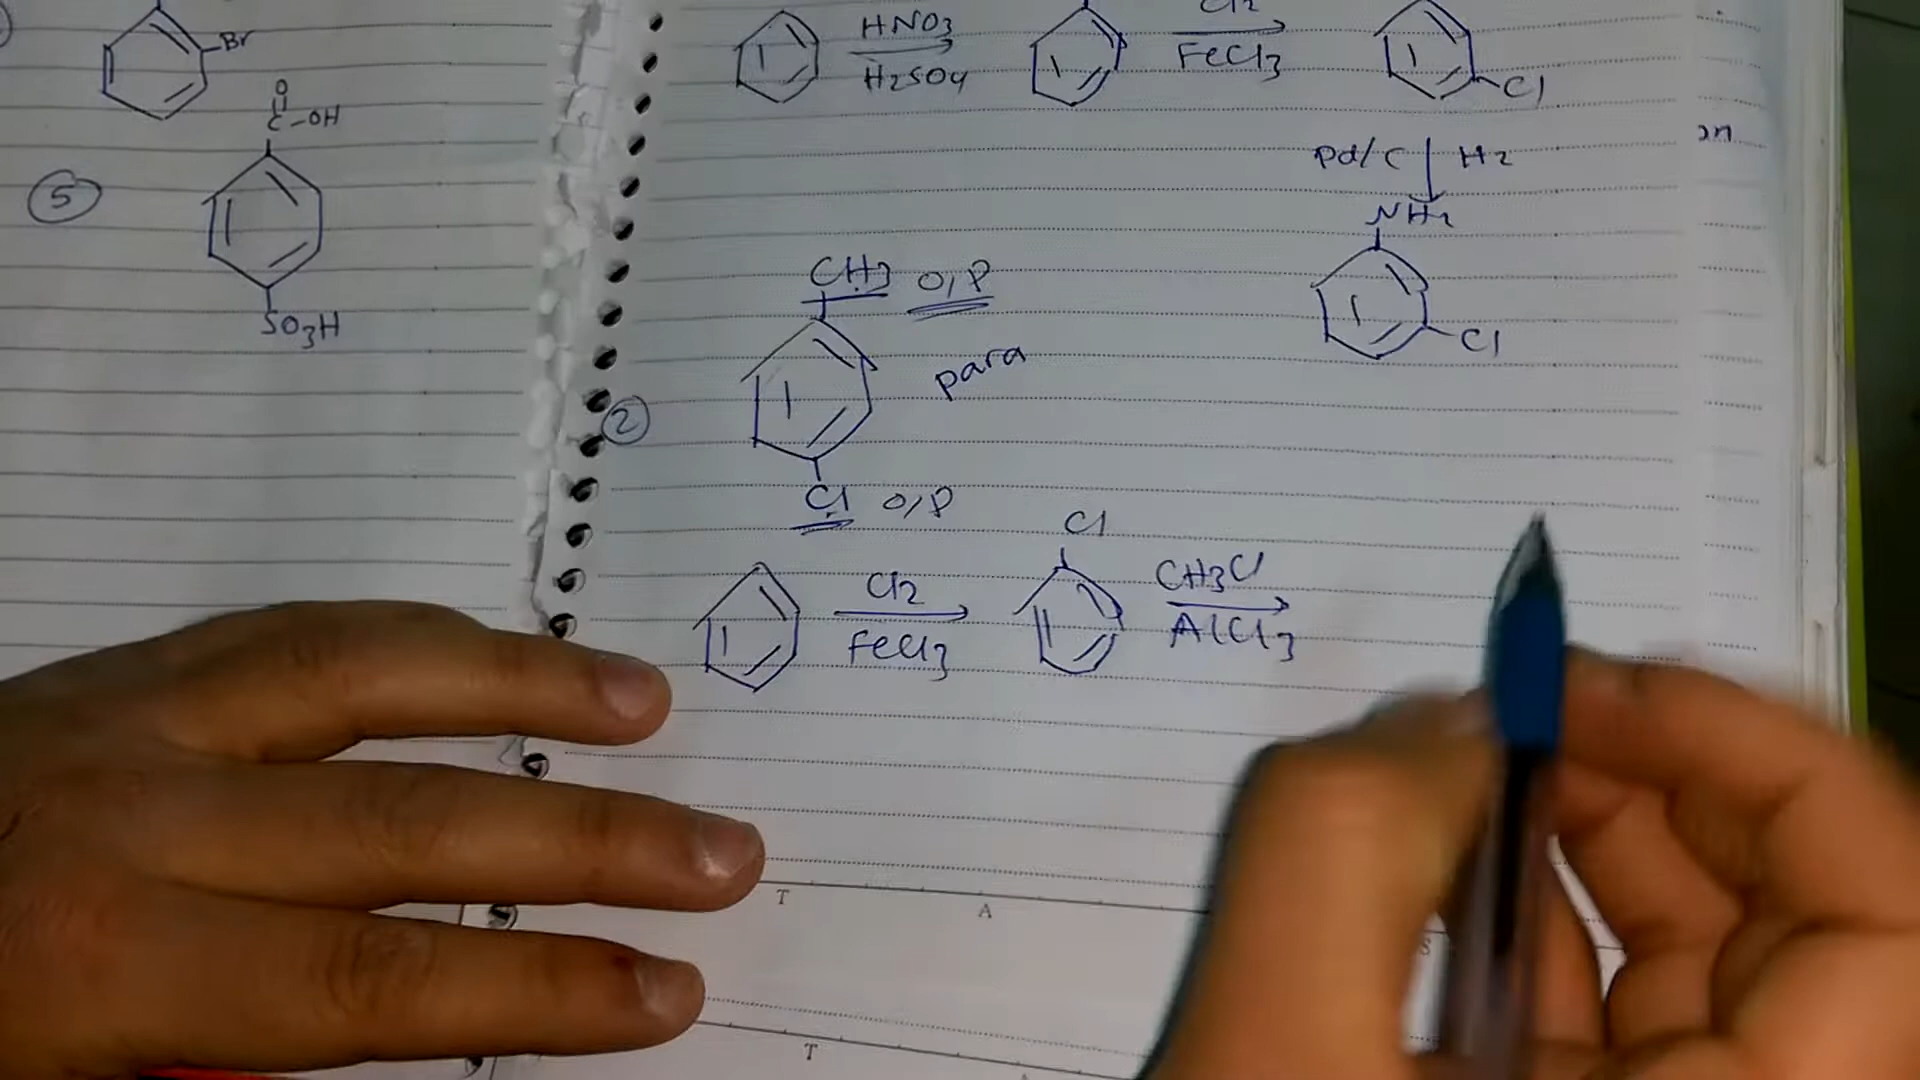 Br
O
C-OH
5
SO3H
HNO3
H2SO4
Cl2
FeCl3
Cl
Pd/C H2
NH2
Cl
CH3 O,P
para
2
Cl O,P
Cl2
FeCl3
Cl
CH3Cl
AlCl3
T A
S
T